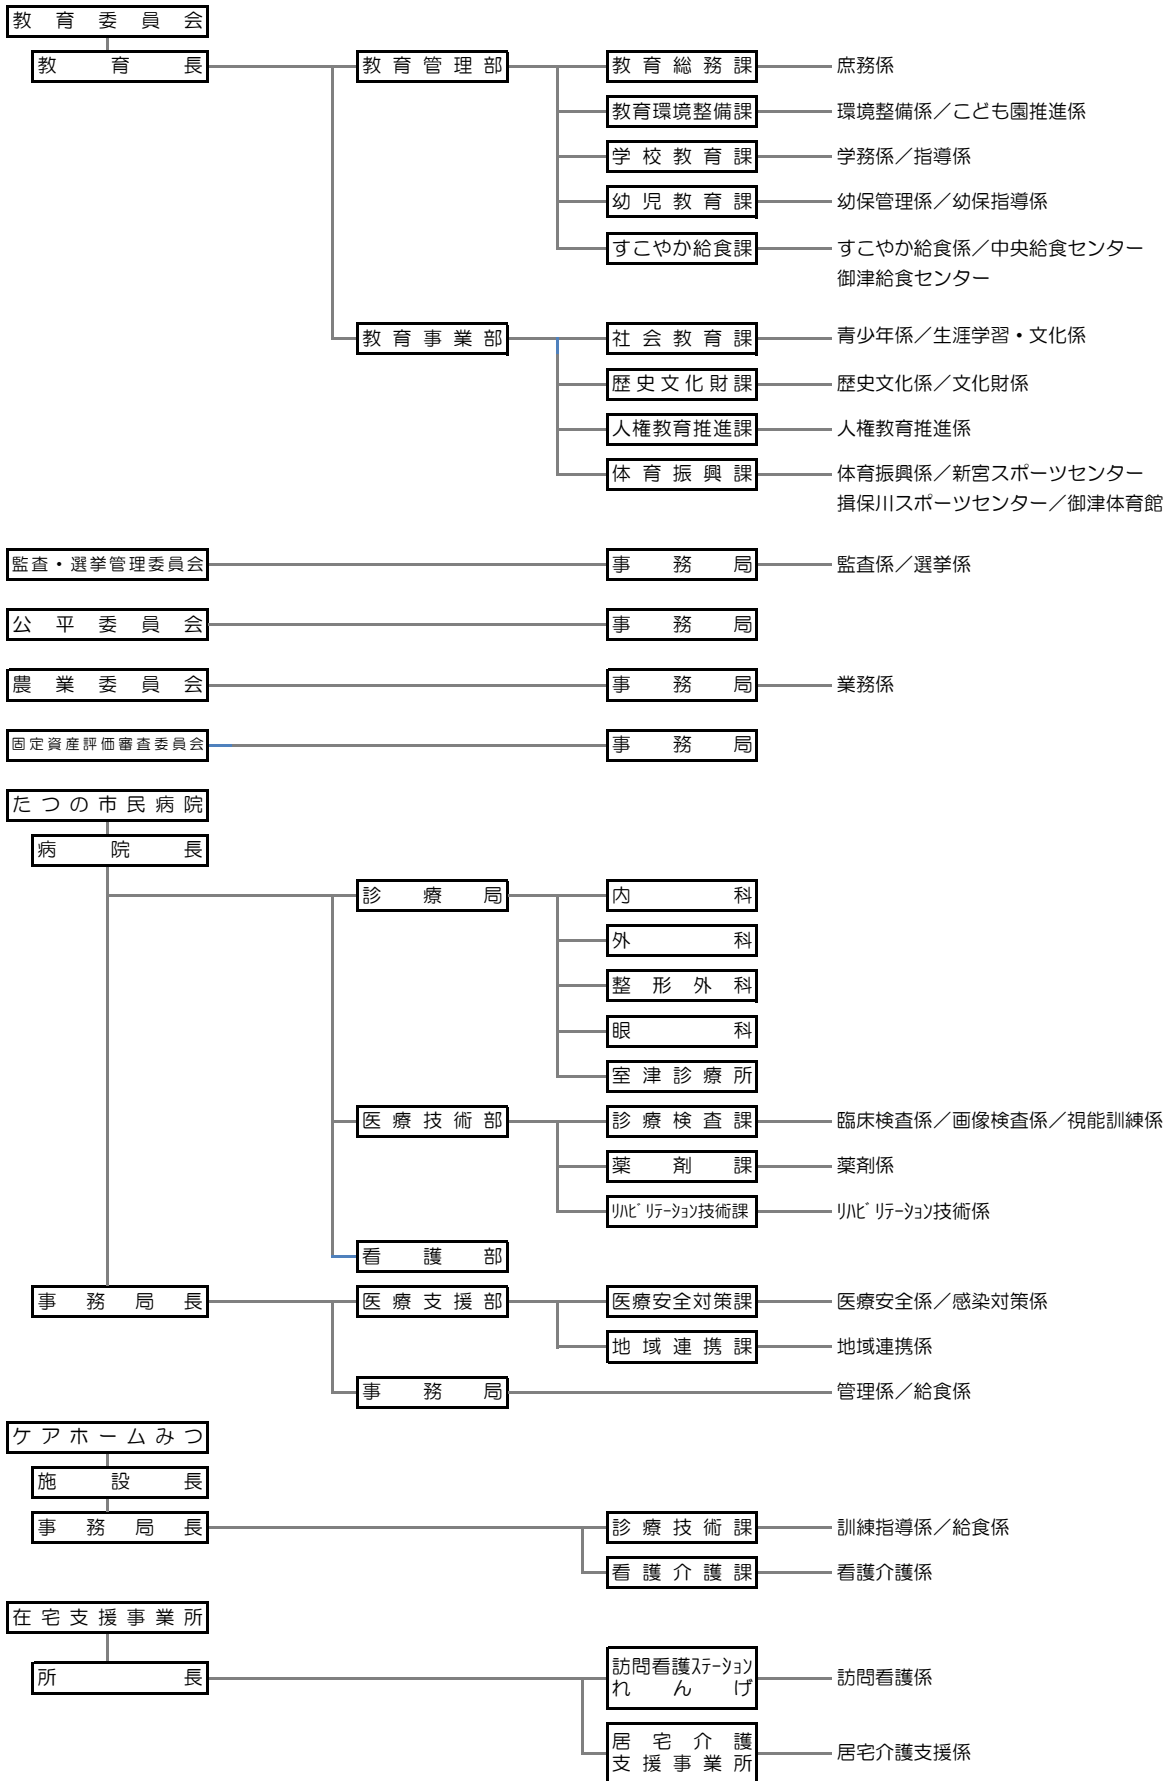 教育委員会
教育長 教育管理部 教育総務課 庶務係
教育環境整備課 環境整備係／こども園推進係
学校教育課 学務係／指導係
幼児教育課 幼保管理係／幼保指導係
すこやか給食課 すこやか給食係／中央給食センター
御津給食センター
教育事業部 社会教育課 青少年係／生涯学習・文化係
歴史文化財課 歴史文化係／文化財係
人権教育推進課 人権教育推進係
体育振興課 体育振興係／新宮スポーツセンター
揖保川スポーツセンター／御津体育館
監査・選挙管理委員会 事務局 監査係／選挙係
公平委員会 事務局
農業委員会 事務局 業務係
固定資産評価審査委員会 事務局
たつの市民病院
病院長
診療局 内科
外科
整形外科
眼科
室津診療所
医療技術部 診療検査課 臨床検査係／画像検査係／視能訓練係
薬剤課 薬剤係
ﾘﾊﾋﾞﾘﾃｰｼｮﾝ技術課 ﾘﾊﾋﾞﾘﾃｰｼｮﾝ技術係
看護部
事務局長 医療支援部 医療安全対策課 医療安全係／感染対策係
地域連携課 地域連携係
事務局 管理係／給食係
ケアホームみつ
施設長
事務局長 診療技術課 訓練指導係／給食係
看護介護課 看護介護係
在宅支援事業所
所長 訪問看護ｽﾃｰｼｮﾝ
れんげ 訪問看護係
居宅介護
支援事業所 居宅介護支援係